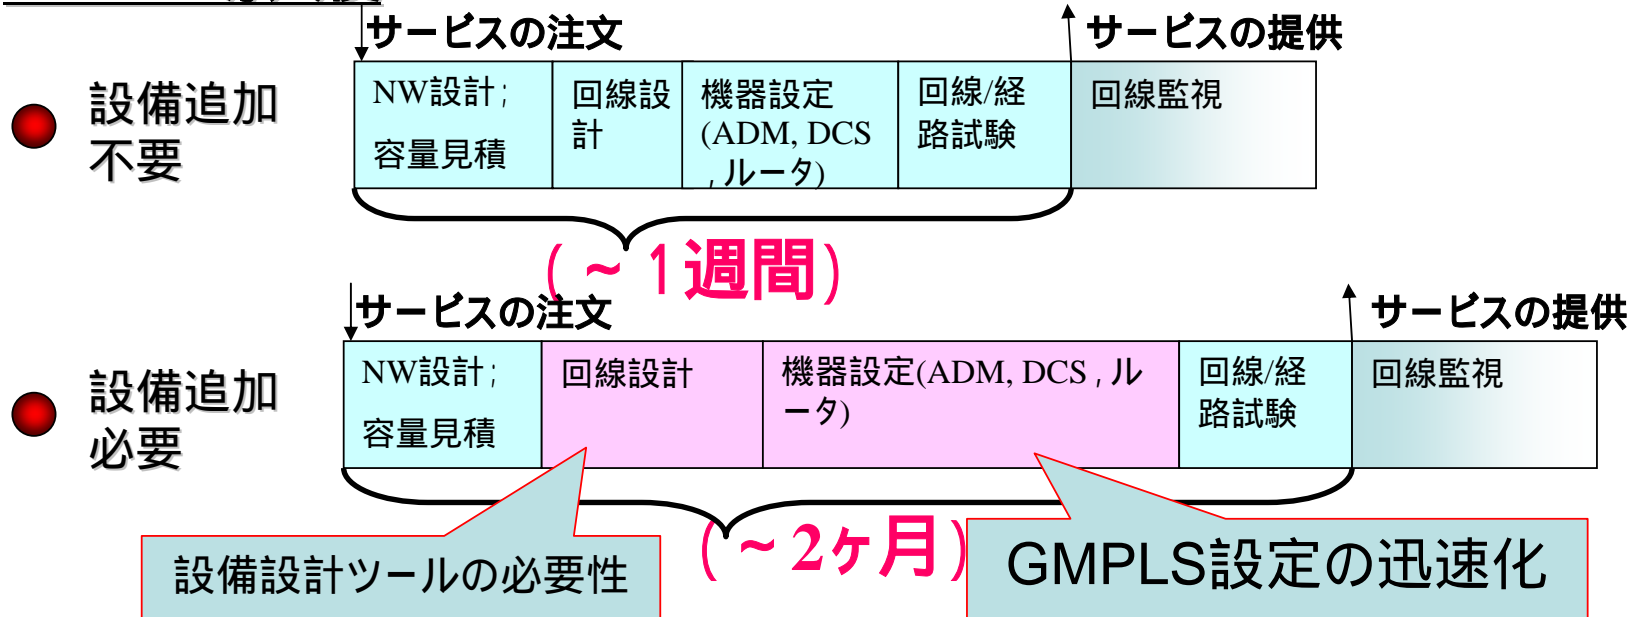 サービスの注文
サービスの提供
設備追加
不要
NW設計;
容量見積
回線設
計
機器設定
(ADM, DCS
, ルータ)
回線/経
路試験
回線監視
(~1週間)
サービスの注文
サービスの提供
設備追加
必要
NW設計;
容量見積
回線設計
機器設定(ADM, DCS , ル
ータ)
回線/経
路試験
回線監視
(~2ヶ月)
設備設計ツールの必要性
GMPLS設定の迅速化